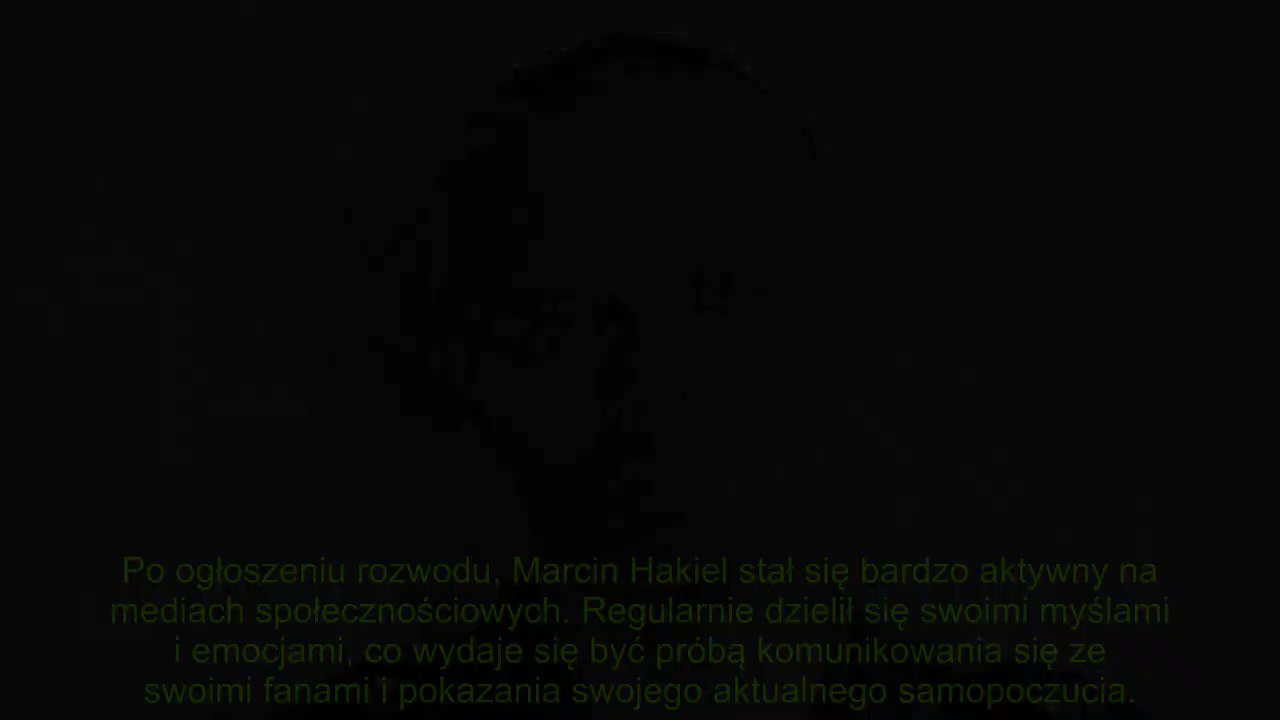 Po ogłoszeniu rozwodu, Marcin Hakiel stał się bardzo aktywny na
mediach społecznościowych. Regularnie dzielił się swoimi myślami
i emocjami, co wydaje się być próbą komunikowania się ze
swoimi fanami i pokazania swojego aktualnego samopoczucia.